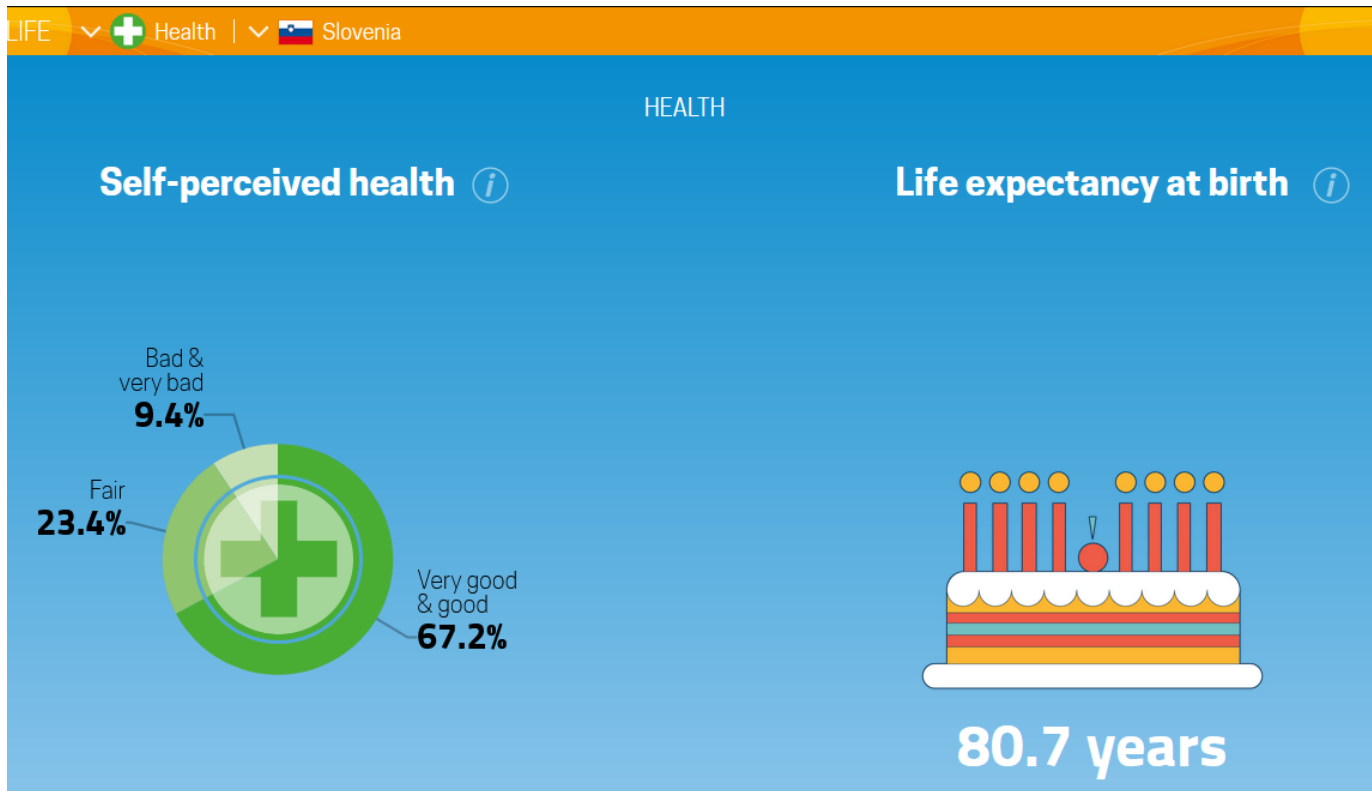 LIFE Health | Slovenia
HEALTH
Self-perceived health i
Life expectancy at birth i
Bad &
very bad
9.4%
Fair
23.4%
Very good
& good
67.2%
80.7 years